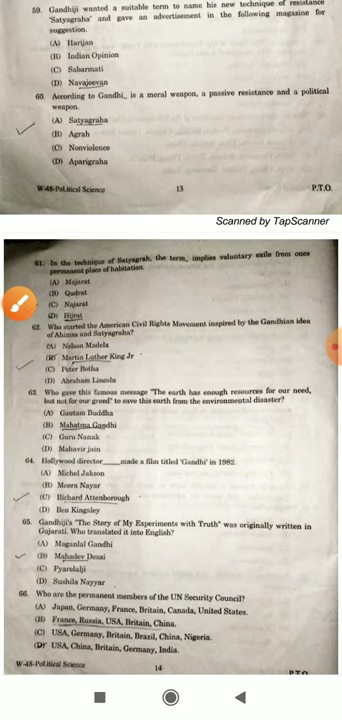 59. Gandhiji wanted a suitable term to name his new technique of resistance
'Satyagraha' and gave an advertisement in the following magazine for
suggestion.
(A) Harijan
(B) Indian Opinion
(C) Sabarmati
(D) Navajeevan
60. According to Gandhi_ is a moral weapon, a passive resistance and a political
weapon.
(A) Satyagraha
(B) Agrah
(C) Nonviolence
(D) Aparigraha
W-48-Political Science 13 P.T.O.
Scanned by TapScanner
61. In the technique of Satyagrah, the term, implies voluntary exile from ones
permanent place of habitation.
(A) Majarat
(B) Qudrat
(C) Najarat
(D) Hijrat
62. Who started the American Civil Rights Movement inspired by the Gandhian idea
of Ahimsa and Satyagraha?
(A) Nelson Madela
(B) Martin Luther King Jr
(C) Peter Botha
(D) Abraham Lincoln
63. Who gave this famous message "The earth has enough resources for our need,
but not for our greed" to save this earth from the environmental disaster?
(A) Gautam Buddha
(B) Mahatma Gandhi
(C) Guru Nanak
(D) Mahavir jain
64. Hollywood director____made a film titled 'Gandhi' in 1982.
(A) Michel Jakson
(B) Meera Nayar
(C) Richard Attenborough
(D) Ben Kingsley
65. Gandhiji's "The Story of My Experiments with Truth" was originally written in
Gujarati. Who translated it into English?
(A) Maganlal Gandhi
(B) Mahadev Desai
(C) Pyarelalji
(D) Sushila Nayyar
66. Who are the permanent members of the UN Security Council?
(A) Japan, Germany, France, Britain, Canada, United States.
(B) France, Russia, USA, Britain, China.
(C) USA, Germany, Britain, Brazil, China, Nigeria.
(D) USA, China, Britain, Germany, India.
W-48-Political Science 14 PTO